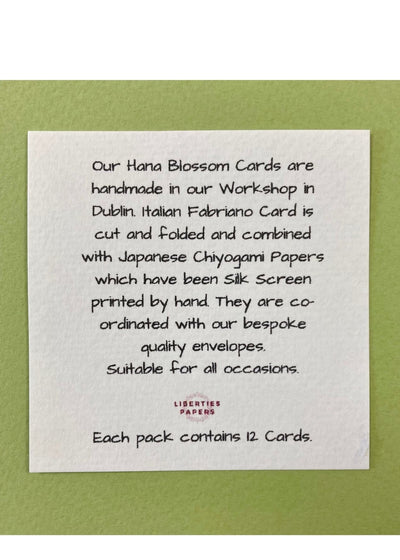 Our Hana Blossom Cards are
handmade in our Workshop in
Dublin. Italian Fabriano Card is
cut and folded and combined
with Japanese Chiyogami Papers
which have been Silk Screen
printed by hand. They are co-
ordinated with our bespoke
quality envelopes.
Suitable for all occasions.
LIBERTIES
PAPERS
Each pack contains 12 Cards.